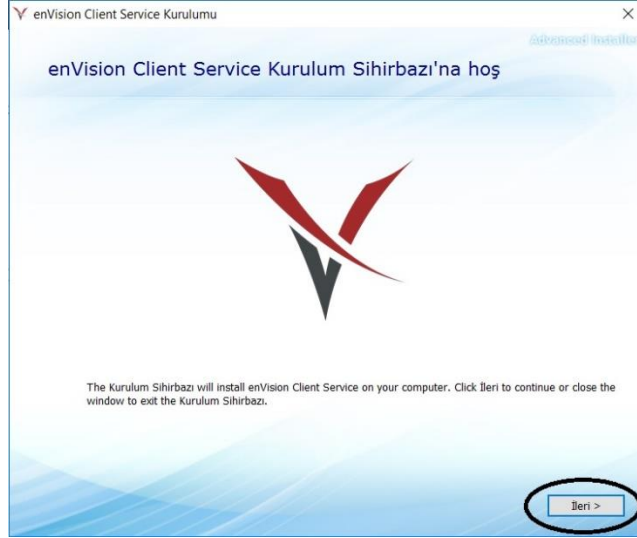 enVision Client Service Kurulumu
Advanced Installer
enVision Client Service Kurulum Sihirbazı'na hoş
The Kurulum Sihirbazı will install enVision Client Service on your computer. Click İleri to continue or close the
window to exit the Kurulum Sihirbazı.
İleri >